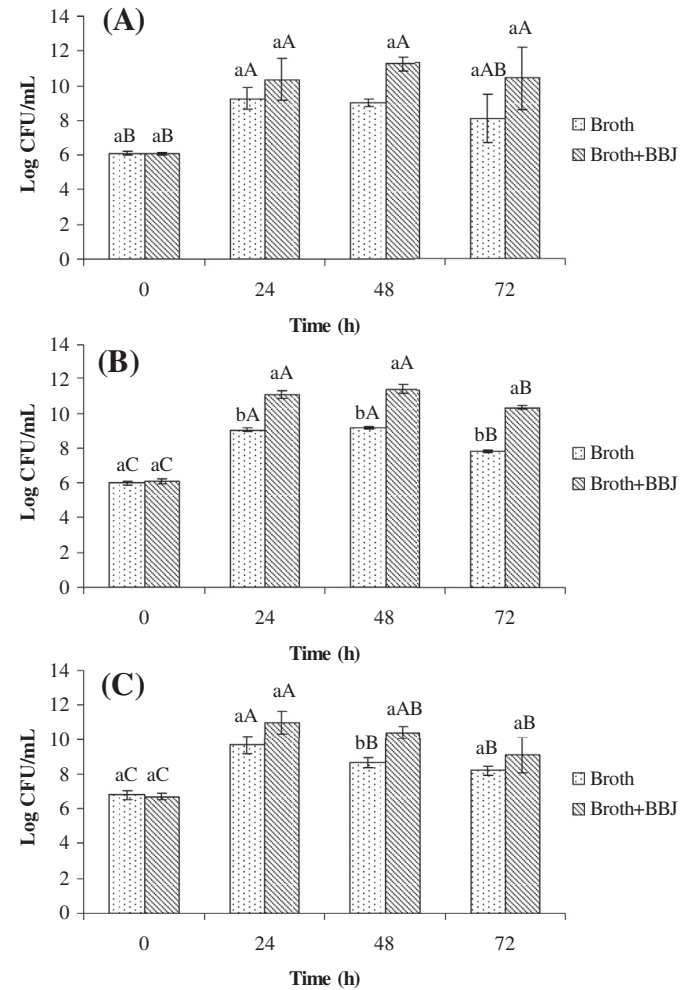 (A)
Log CFU/mL
14
12
10
8
6
4
2
0
aB aB
aA aA
aA
aAB aA
0 24 48 72
Time (h)
Broth
Broth+BBJ
(B)
Log CFU/mL
14
12
10
8
6
4
2
0
aC aC
bA aA
bA aA
bB aB
0 24 48 72
Time (h)
Broth
Broth+BBJ
(C)
Log CFU/mL
14
12
10
8
6
4
2
0
aC aC
aA aA
bB aAB
aB aB
0 24 48 72
Time (h)
Broth
Broth+BBJ